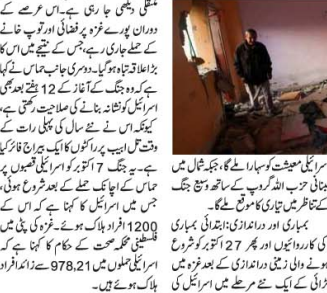 منتقلی دیکھی جا رہی ہے۔ اس عرصے کے
دوران پورے غزہ پر فضائی اور توپ خانے
کے حملے جاری رہے، جس کے نتیجے میں اس کا
بڑا علاقہ تباہ ہو گیا۔ دوسری جانب حماس نے کہا
ہے کہ وہ جنگ کے آغاز کے 12 ہفتے بعد بھی
اسرائیل کو نشانہ بنانے کی صلاحیت رکھتی ہے،
کیونکہ اس نے نئے سال کی پہلی رات کے
وقت تل ابیب پر راکٹوں کا ایک بیراج فائر کیا
ہے۔ یہ جنگ 7 اکتوبر کو اسرائیلی قصبوں پر
حماس کے اچانک حملے کے بعد شروع ہوئی،
جس میں اسرائیل کا کہنا ہے کہ اس کے
1200 افراد ہلاک ہوئے۔ غزہ کی پٹی میں
فلسطینی محکمہ صحت کے حکام کا کہنا ہے کہ
اسرائیلی حملوں میں 978,21 سے زائد افراد
ہلاک ہوئے ہیں۔
اسرائیلی معیشت کو سہارا ملے گا، جبکہ شمال میں
لبنانی حزب اللہ گروپ کے ساتھ وسیع جنگ
کے تناظر میں تیاری کا موقع ملے گا۔
بمباری اور دراندازی: ابتدائی بمباری
کی کارروائیوں اور پھر 27 اکتوبر کو شروع
ہونے والی زمینی دراندازی کے بعد غزہ میں
لڑائی کے ایک نئے مرحلے میں اسرائیل کی